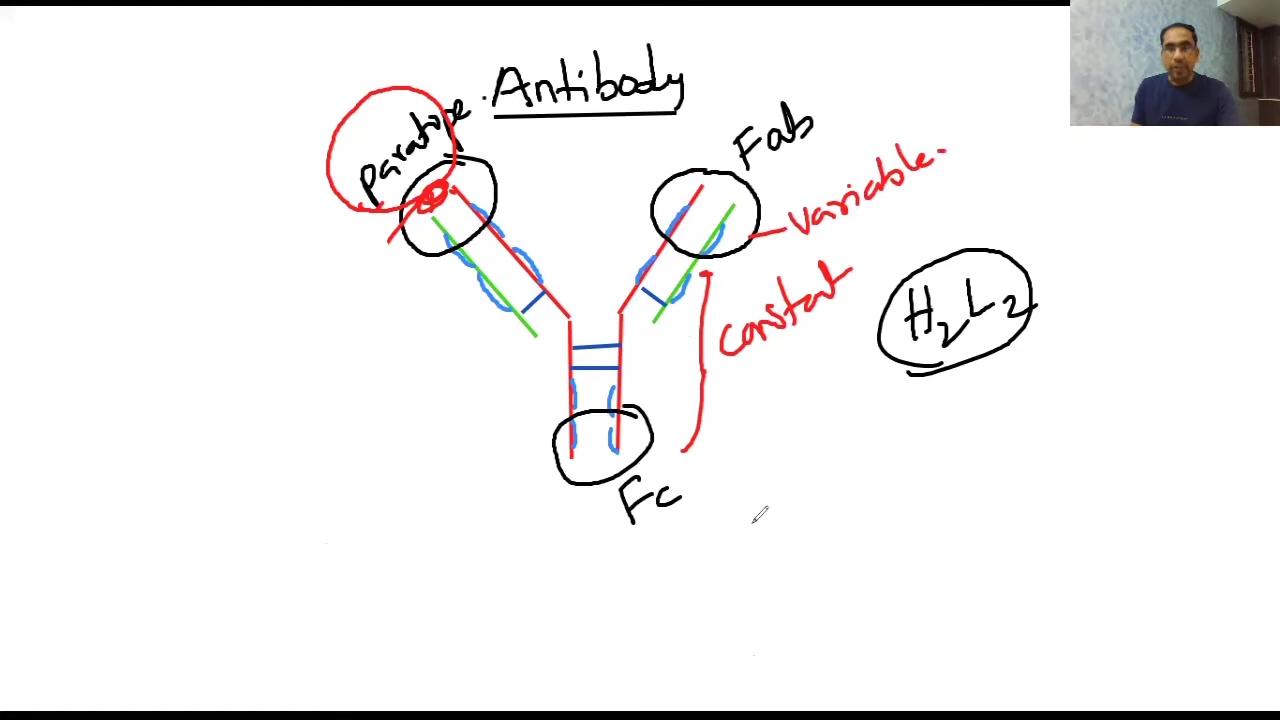 Antibody
paratope
Fab
variable
constant
H2L2
Fc